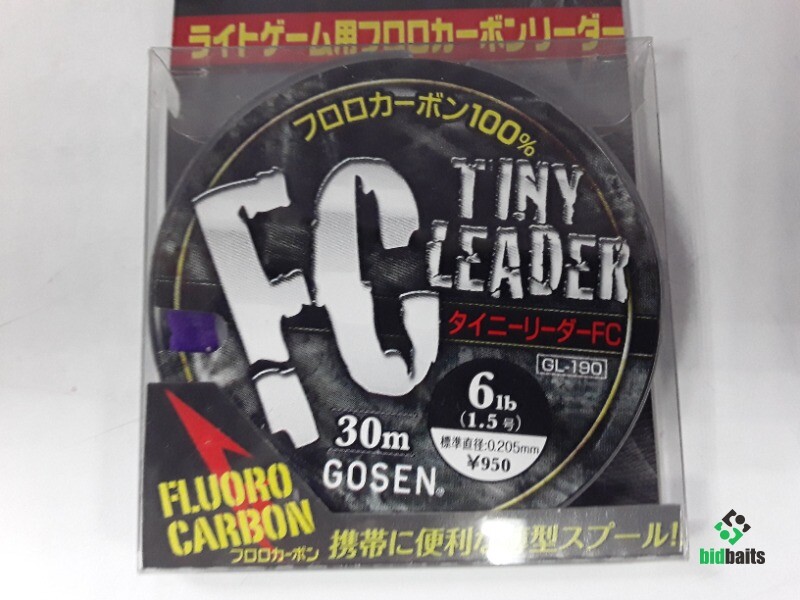 ライトゲーム用フロロカーボンリーダー
フロロカーボン100%
FC
TINY
LEADER
タイニーリーダーFC
GL-190
6lb
(1.5号)
標準直径:0.205mm
¥950
30m
GOSEN®
FLUORO
CARBON
フロロカーボン
携帯に便利な 型スプール!
bidbaits